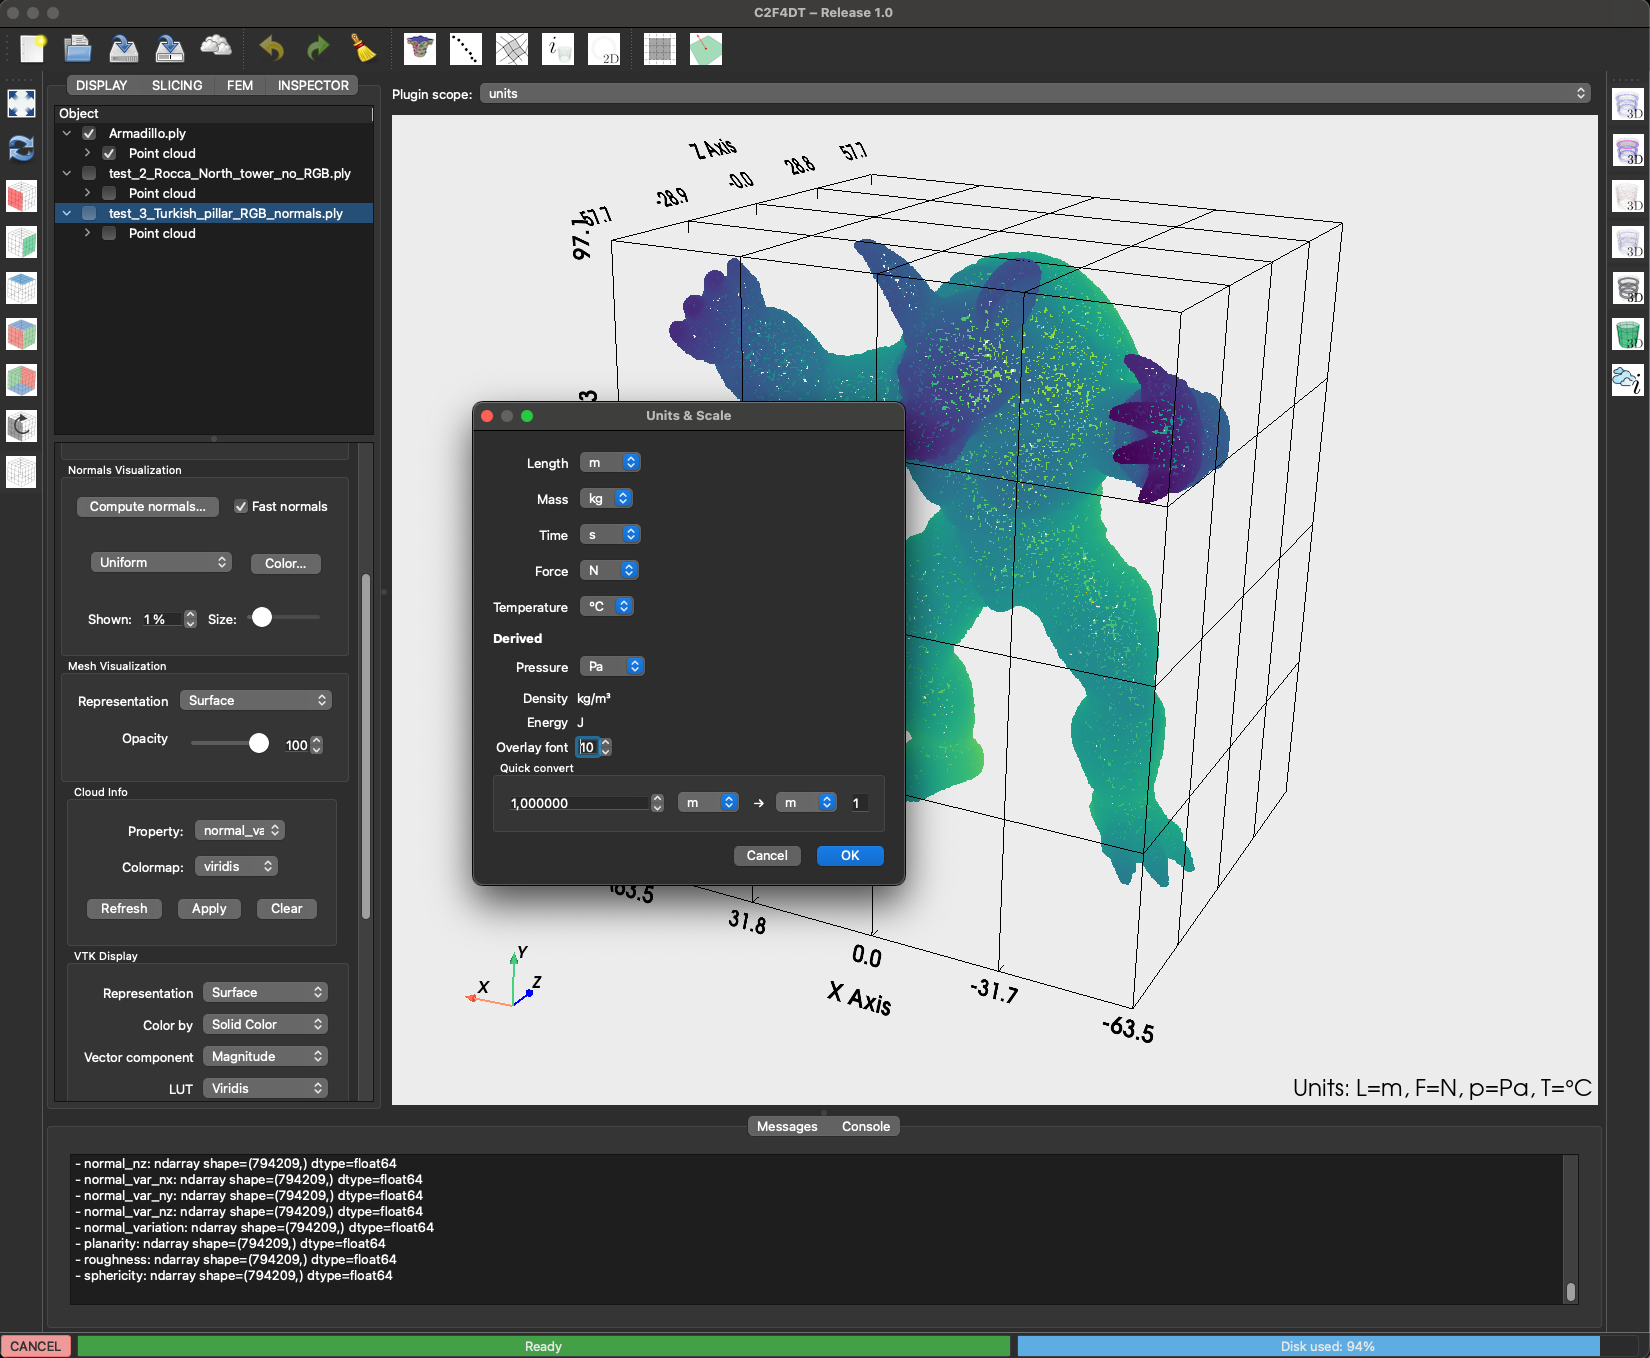 C2F4DT – Release 1.0
2D
DISPLAY SLICING FEM INSPECTOR
Plugin scope: units
Object
Armadillo.ply
Point cloud
test_2_Rocca_North_tower_no_RGB.ply
Point cloud
test_3_Turkish_pillar_RGB_normals.ply
Point cloud
Z Axis
57.7
28.8
-0.0
-28.9
-57.7
97.1
3D
3D
3D
3D
3D
3D
i
Normals Visualization
Compute normals... Fast normals
Uniform Color...
Shown: 1 % Size:
Mesh Visualization
Representation Surface
Opacity 100
Cloud Info
Property: normal_va
Colormap: viridis
Refresh Apply Clear
VTK Display
Representation Surface
Color by Solid Color
Vector component Magnitude
LUT Viridis
Units & Scale
Length m
Mass kg
Time s
Force N
Temperature °C
Derived
Pressure Pa
Density kg/m³
Energy J
Overlay font 10
Quick convert
1,000000 m → m 1
Cancel OK
63.5
31.8
0.0
-31.7
-63.5
X Axis
Y
X
Z
Units: L=m, F=N, p=Pa, T=°C
Messages Console
- normal_nz: ndarray shape=(794209,) dtype=float64
- normal_var_nx: ndarray shape=(794209,) dtype=float64
- normal_var_ny: ndarray shape=(794209,) dtype=float64
- normal_var_nz: ndarray shape=(794209,) dtype=float64
- normal_variation: ndarray shape=(794209,) dtype=float64
- planarity: ndarray shape=(794209,) dtype=float64
- roughness: ndarray shape=(794209,) dtype=float64
- sphericity: ndarray shape=(794209,) dtype=float64
CANCEL Ready Disk used: 94%